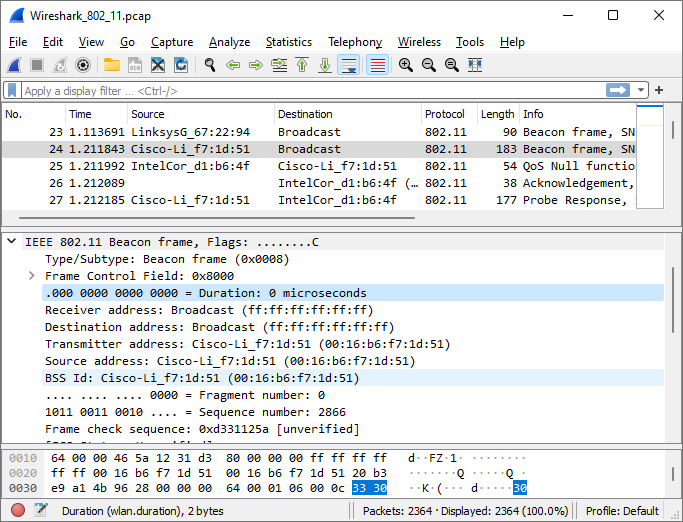 Wireshark_802_11.pcap
File Edit View Go Capture Analyze Statistics Telephony Wireless Tools Help
Apply a display filter ... <Ctrl-/>
No. Time Source Destination Protocol Length Info
23 1.113691 LinksysG_67:22:94 Broadcast 802.11 90 Beacon frame, SN
24 1.211843 Cisco-Li_f7:1d:51 Broadcast 802.11 183 Beacon frame, SN
25 1.211992 IntelCor_d1:b6:4f Cisco-Li_f7:1d:51 802.11 54 QoS Null functio
26 1.212089 IntelCor_d1:b6:4f (… 802.11 38 Acknowledgement,
27 1.212185 Cisco-Li_f7:1d:51 IntelCor_d1:b6:4f 802.11 177 Probe Response,
IEEE 802.11 Beacon frame, Flags: ........C
Type/Subtype: Beacon frame (0x0008)
Frame Control Field: 0x8000
.000 0000 0000 0000 = Duration: 0 microseconds
Receiver address: Broadcast (ff:ff:ff:ff:ff:ff)
Destination address: Broadcast (ff:ff:ff:ff:ff:ff)
Transmitter address: Cisco-Li_f7:1d:51 (00:16:b6:f7:1d:51)
Source address: Cisco-Li_f7:1d:51 (00:16:b6:f7:1d:51)
BSS Id: Cisco-Li_f7:1d:51 (00:16:b6:f7:1d:51)
.... .... .... 0000 = Fragment number: 0
1011 0011 0010 .... = Sequence number: 2866
Frame check sequence: 0xd331125a [unverified]
0010 64 00 00 46 5a 12 31 d3 80 00 00 00 ff ff ff ff d··FZ·1· ········
0020 ff ff 00 16 b6 f7 1d 51 00 16 b6 f7 1d 51 20 b3 ·······Q ·····Q ·
0030 e9 a1 4b 96 28 00 00 00 64 00 01 06 00 0c 33 30 ··K·(··· d·····30
Duration (wlan.duration), 2 bytes Packets: 2364 · Displayed: 2364 (100.0%) Profile: Default